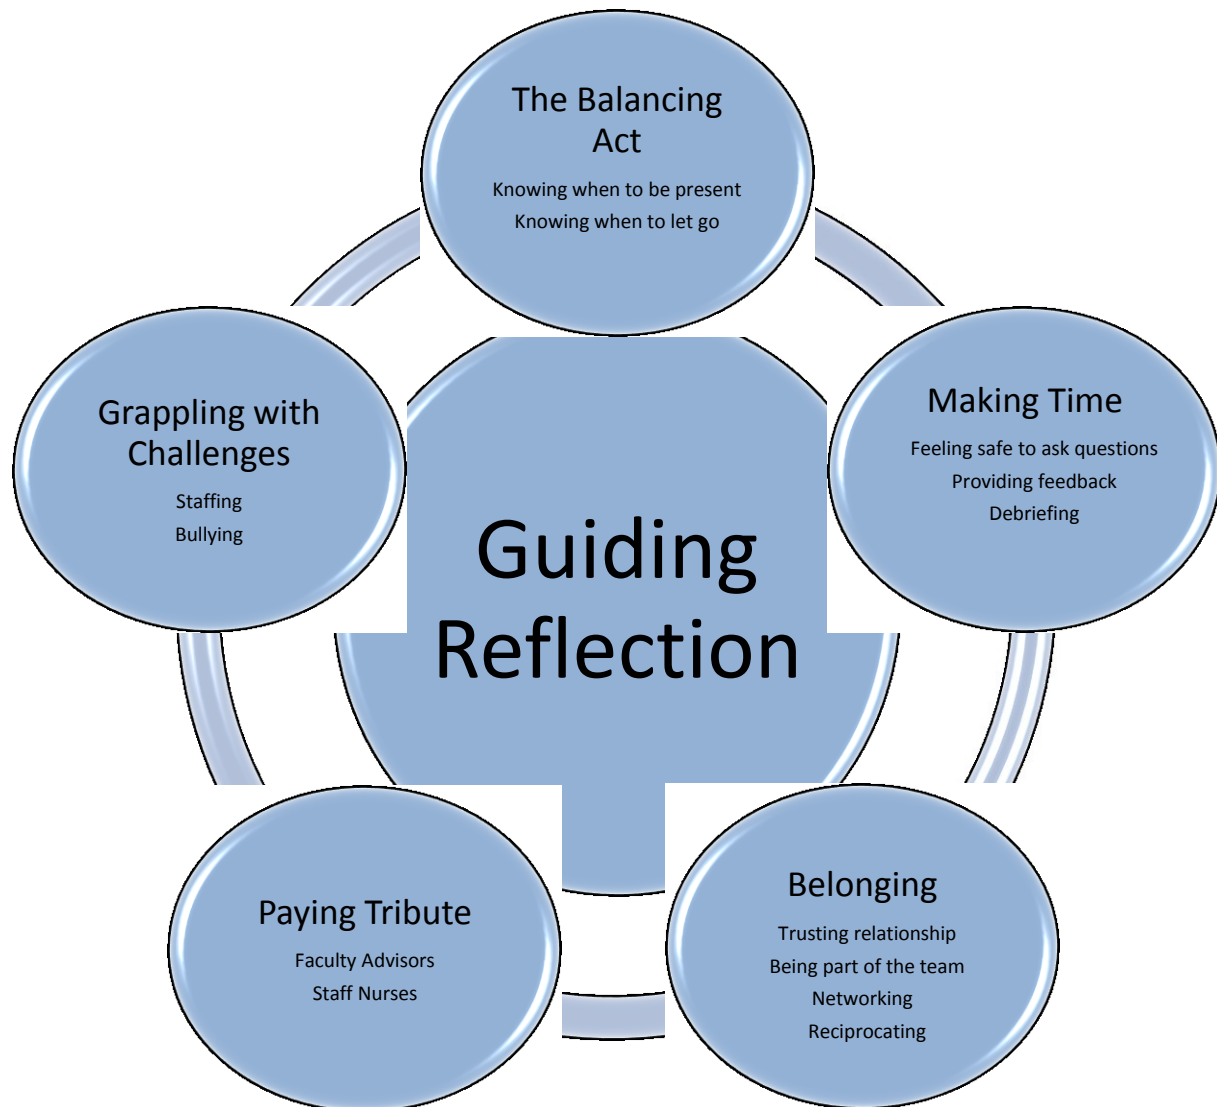 The Balancing
Act
Knowing when to be present
Knowing when to let go
Making Time
Feeling safe to ask questions
Providing feedback
Debriefing
Belonging
Trusting relationship
Being part of the team
Networking
Reciprocating
Paying Tribute
Faculty Advisors
Staff Nurses
Grappling with
Challenges
Staffing
Bullying
Guiding
Reflection